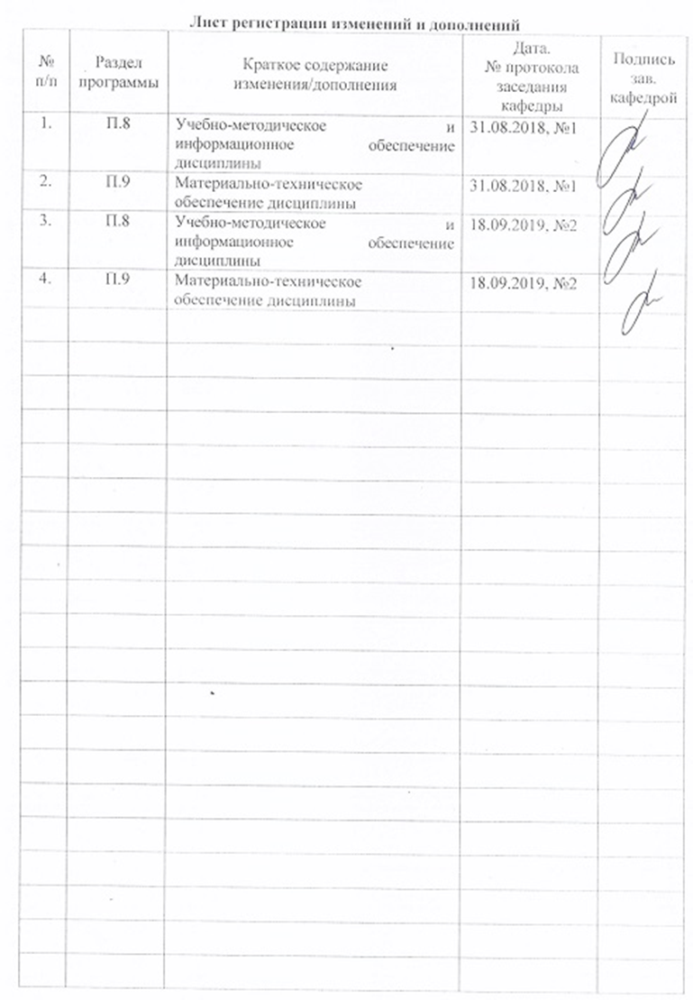 Лист регистрации изменений и дополнений
№ п/п
Раздел программы
Краткое содержание изменения/дополнения
Дата.
№ протокола
заседания
кафедры
Подпись
зав.
кафедрой
1. П.8 Учебно-методическое и 31.08.2018, №1
информационное обеспечение
дисциплины
2. П.9 Материально-техническое 31.08.2018, №1
обеспечение дисциплины
3. П.8 Учебно-методическое и 18.09.2019, №2
информационное обеспечение
дисциплины
4. П.9 Материально-техническое 18.09.2019, №2
обеспечение дисциплины